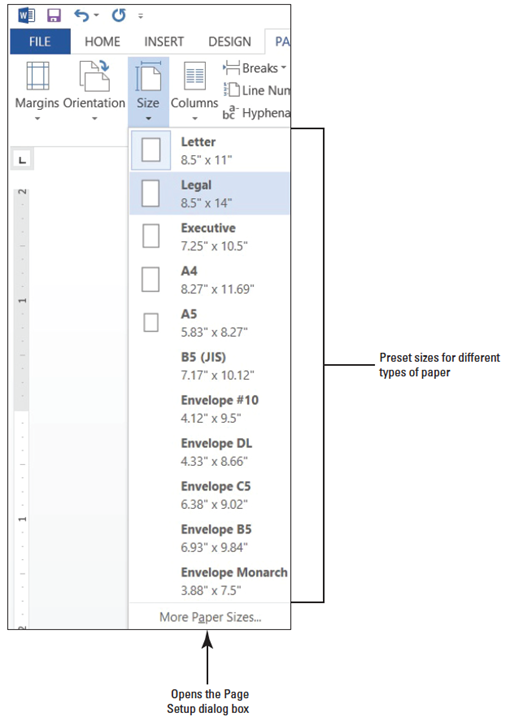 FILE HOME INSERT DESIGN PA
Margins Orientation Size Columns
Breaks
Line Num
Hyphena
Letter
8.5" x 11"
Legal
8.5" x 14"
Executive
7.25" x 10.5"
A4
8.27" x 11.69"
A5
5.83" x 8.27"
B5 (JIS)
7.17" x 10.12"
Envelope #10
4.12" x 9.5"
Envelope DL
4.33" x 8.66"
Envelope C5
6.38" x 9.02"
Envelope B5
6.93" x 9.84"
Envelope Monarch
3.88" x 7.5"
More Paper Sizes...
2
1
1
2
Preset sizes for different
types of paper
Opens the Page
Setup dialog box